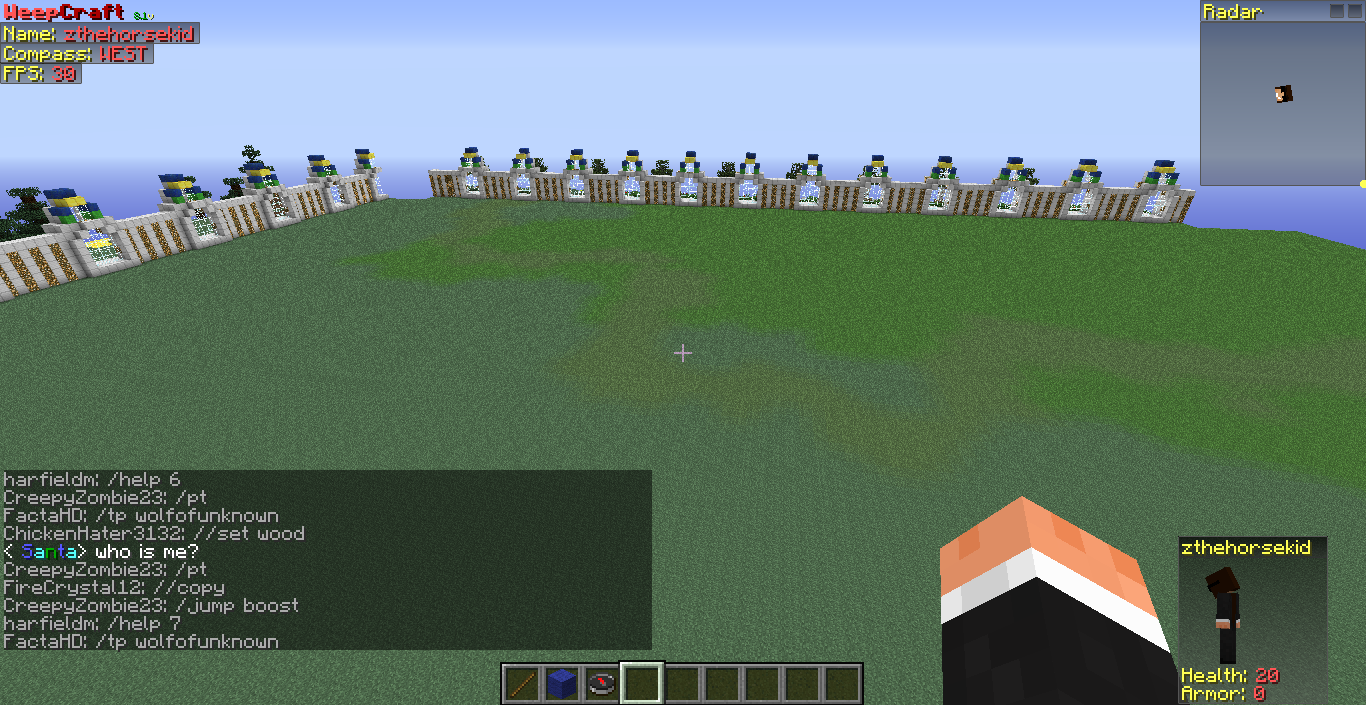 WeepCraft 8.1v
Name: zthehorsekid
Compass: WEST
FPS: 30
Radar
harfieldm: /help 6
CreepyZombie23: /pt
FactaHD: /tp wolfofunknown
ChickenHater3132: //set wood
< Santa> who is me?
CreepyZombie23: /pt
FireCrystal12: //copy
CreepyZombie23: /jump boost
harfieldm: /help 7
FactaHD: /tp wolfofunknown
zthehorsekid
Health: 20
Armor: 0